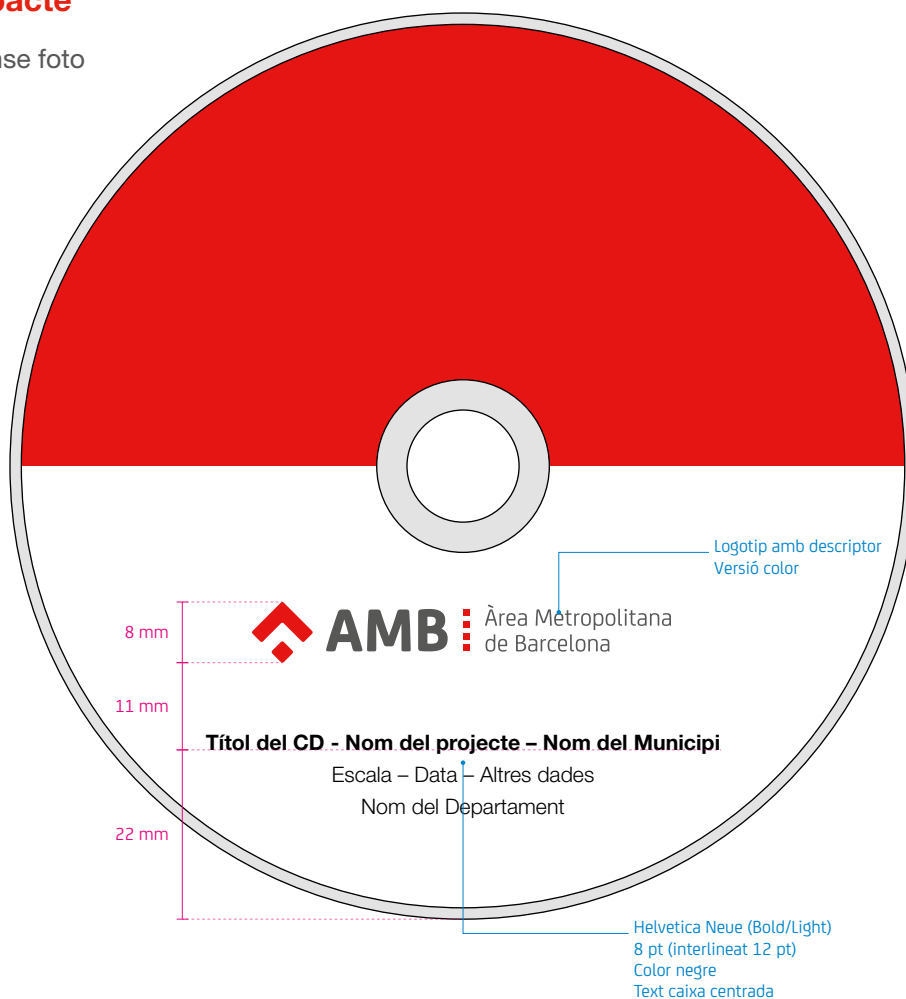 Logotip amb descriptor
Versió color
8 mm
AMB
Àrea Metropolitana
de Barcelona
11 mm
Títol del CD - Nom del projecte – Nom del Municipi
Escala – Data – Altres dades
Nom del Departament
22 mm
Helvetica Neue (Bold/Light)
8 pt (interlineat 12 pt)
Color negre
Text caixa centrada
foto